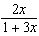 2x
1 + 3x